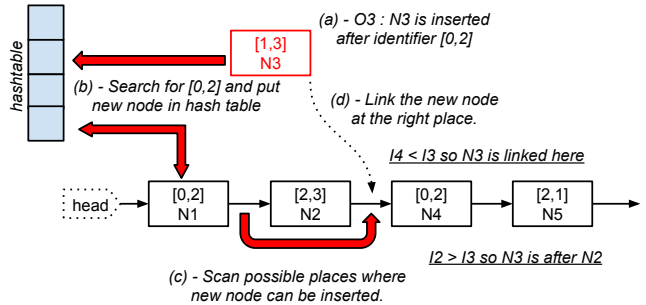 (a) - O3 : N3 is inserted
after identifier [0,2]
[1,3]
N3
hashtable
(b) - Search for [0,2] and put
new node in hash table
(d) - Link the new node
at the right place.
I4 < I3 so N3 is linked here
head
[0,2]
N1
[2,3]
N2
[0,2]
N4
[2,1]
N5
I2 > I3 so N3 is after N2
(c) - Scan possible places where
new node can be inserted.